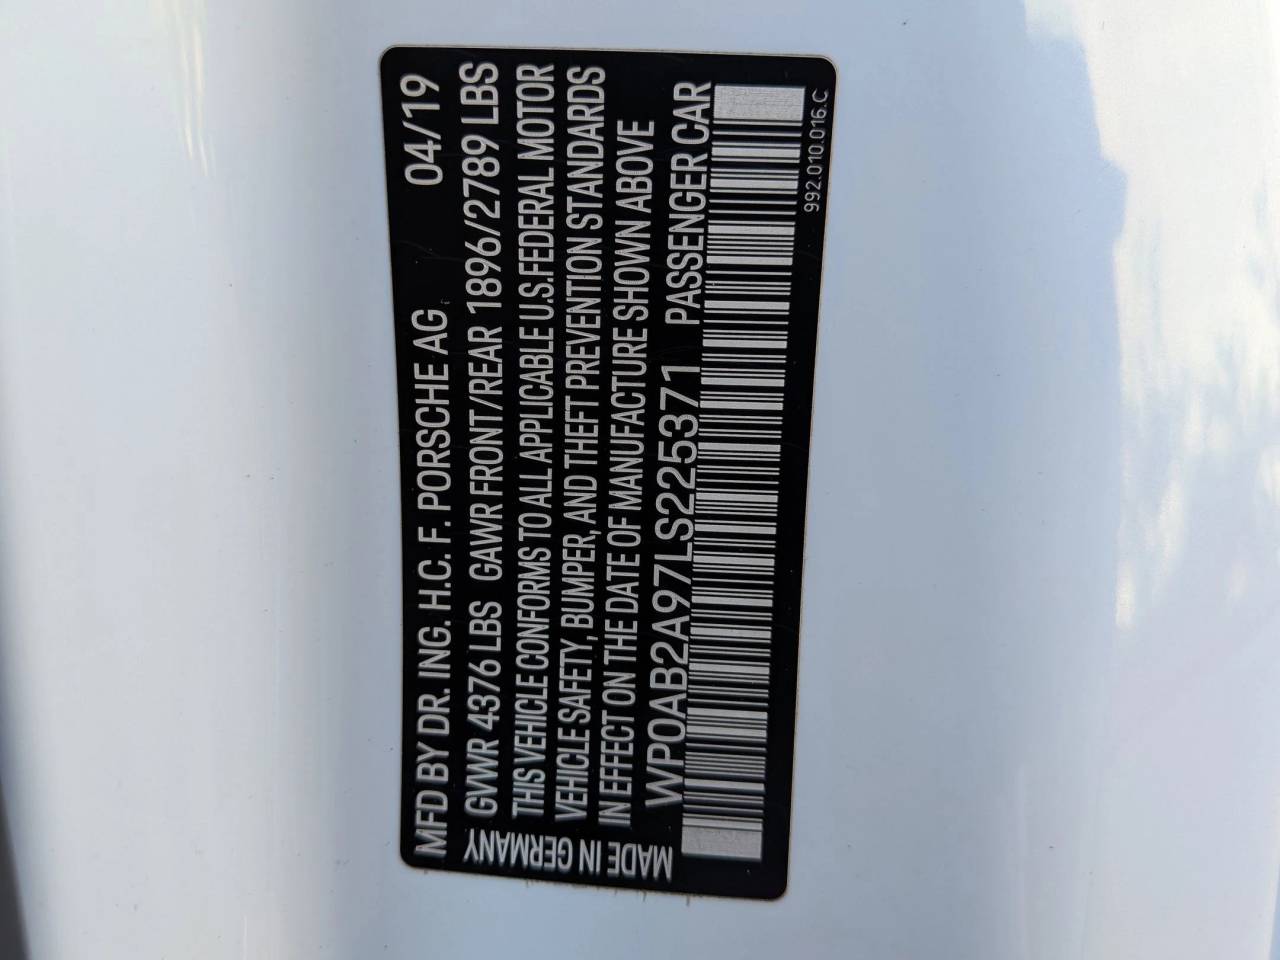 MFD BY DR. ING. H.C. F. PORSCHE AG 04/19
GVWR 4376 LBS GAWR FRONT/REAR 1896/2789 LBS
THIS VEHICLE CONFORMS TO ALL APPLICABLE U.S.FEDERAL MOTOR
VEHICLE SAFETY, BUMPER, AND THEFT PREVENTION STANDARDS
IN EFFECT ON THE DATE OF MANUFACTURE SHOWN ABOVE
WP0AB2A97LS225371 PASSENGER CAR
MADE IN GERMANY
992.010.016.C